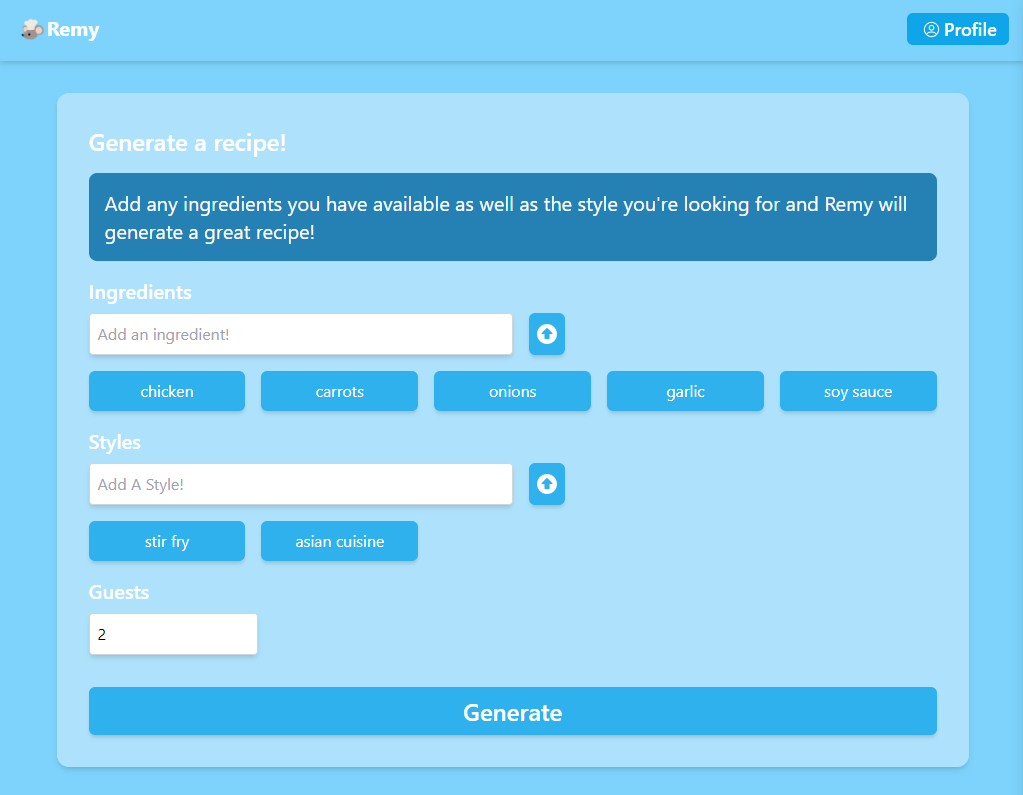 Remy
Profile
Generate a recipe!
Add any ingredients you have available as well as the style you're looking for and Remy will
generate a great recipe!
Ingredients
Add an ingredient!
chicken carrots onions garlic soy sauce
Styles
Add A Style!
stir fry asian cuisine
Guests
2
Generate